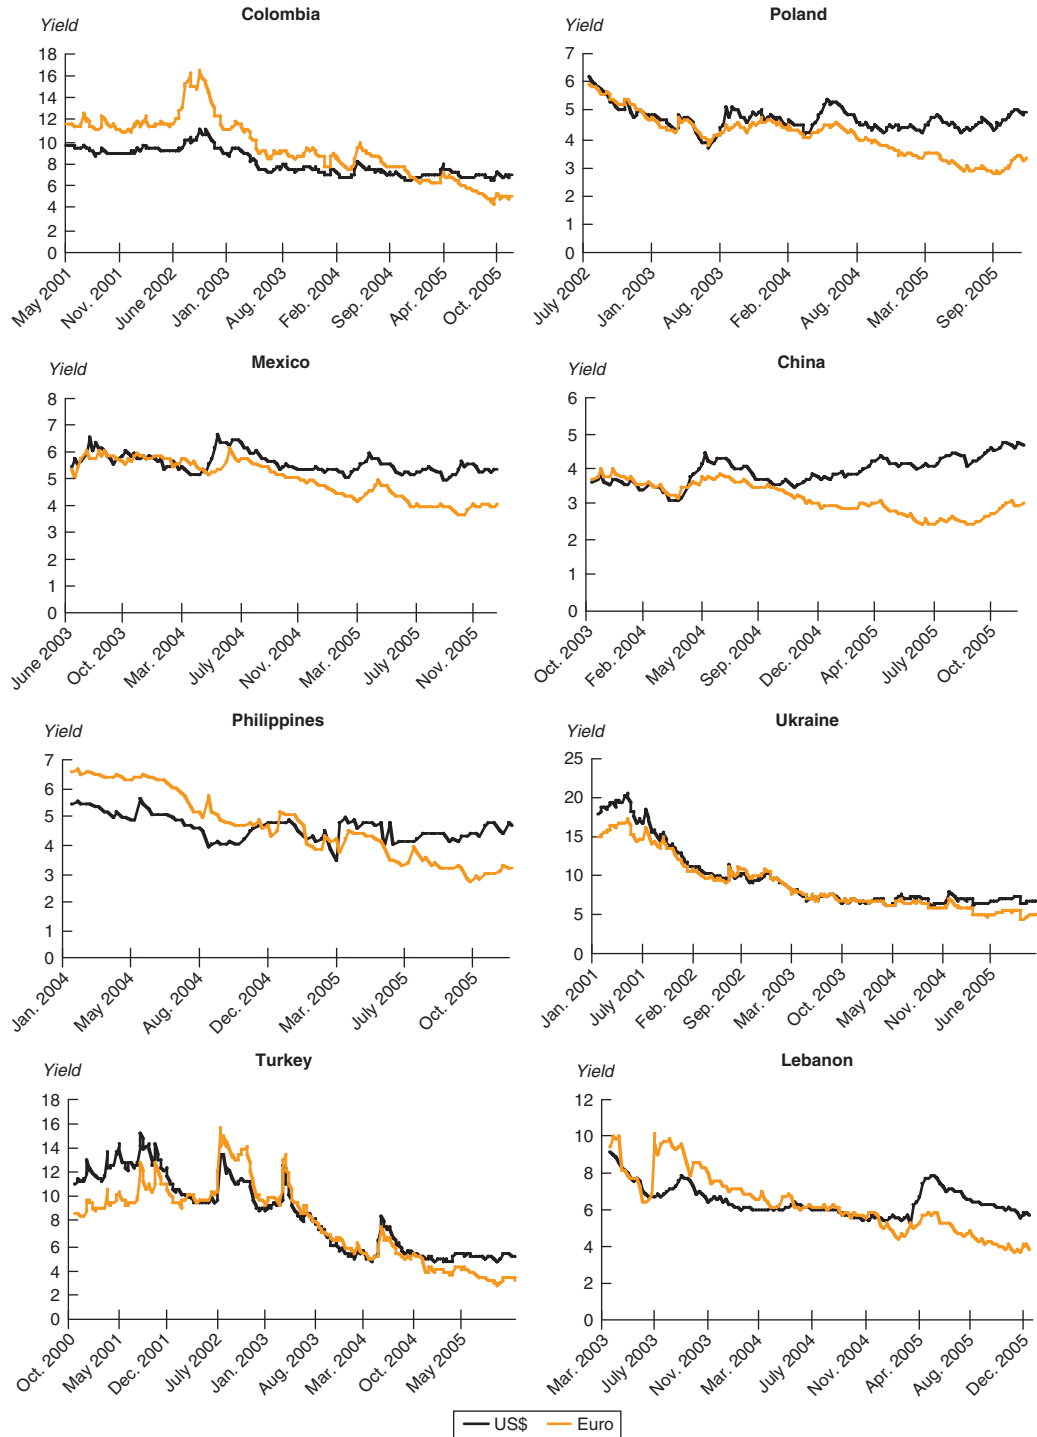 Colombia
Yield
18
16
14
12
10
8
6
4
2
0
May 2001
Nov. 2001
June 2002
Jan. 2003
Aug. 2003
Feb. 2004
Sep. 2004
Apr. 2005
Oct. 2005
Poland
Yield
7
6
5
4
3
2
1
0
July 2002
Jan. 2003
Aug. 2003
Feb. 2004
Aug. 2004
Mar. 2005
Sep. 2005
Mexico
Yield
8
7
6
5
4
3
2
1
0
June 2003
Oct. 2003
Mar. 2004
July 2004
Nov. 2004
Mar. 2005
July 2005
Nov. 2005
China
Yield
6
5
4
3
2
1
0
Oct. 2003
Feb. 2004
May 2004
Sep. 2004
Dec. 2004
Apr. 2005
July 2005
Oct. 2005
Philippines
Yield
7
6
5
4
3
2
1
0
Jan. 2004
May 2004
Aug. 2004
Dec. 2004
Mar. 2005
July 2005
Oct. 2005
Ukraine
Yield
25
20
15
10
5
0
Jan. 2001
July 2001
Feb. 2002
Sep. 2002
Mar. 2003
Oct. 2003
May 2004
Nov. 2004
June 2005
Turkey
Yield
18
16
14
12
10
8
6
4
2
0
Oct. 2000
May 2001
Dec. 2001
July 2002
Jan. 2003
Aug. 2003
Mar. 2004
Oct. 2004
May 2005
Lebanon
Yield
12
10
8
6
4
2
0
Mar. 2003
July 2003
Nov. 2003
Mar. 2004
July 2004
Nov. 2004
Apr. 2005
Aug. 2005
Dec. 2005
US$ Euro